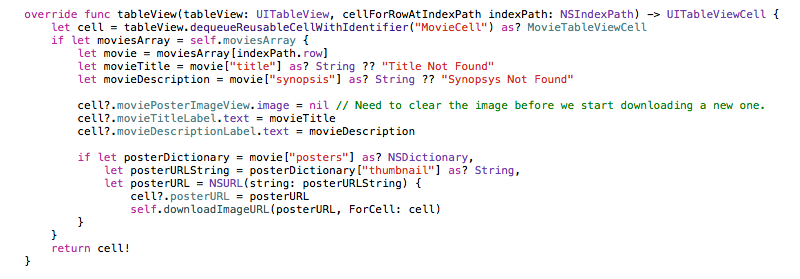 override func tableView(tableView: UITableView, cellForRowAtIndexPath indexPath: NSIndexPath) -> UITableViewCell {
    let cell = tableView.dequeueReusableCellWithIdentifier("MovieCell") as? MovieTableViewCell
    if let moviesArray = self.moviesArray {
        let movie = moviesArray[indexPath.row]
        let movieTitle = movie["title"] as? String ?? "Title Not Found"
        let movieDescription = movie["synopsis"] as? String ?? "Synopsys Not Found"

        cell?.moviePosterImageView.image = nil // Need to clear the image before we start downloading a new one.
        cell?.movieTitleLabel.text = movieTitle
        cell?.movieDescriptionLabel.text = movieDescription

        if let posterDictionary = movie["posters"] as? NSDictionary,
            let posterURLString = posterDictionary["thumbnail"] as? String,
            let posterURL = NSURL(string: posterURLString) {
                cell?.posterURL = posterURL
                self.downloadImageURL(posterURL, ForCell: cell)
        }
    }
    return cell!
}